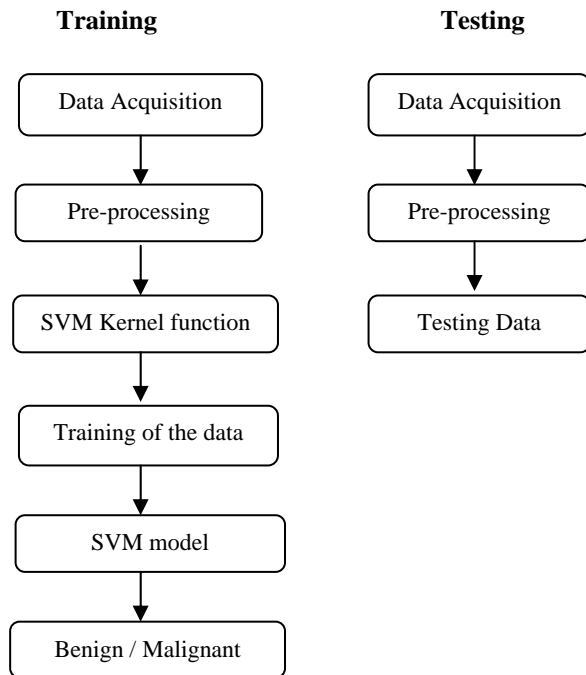 Training
Data Acquisition
Pre-processing
SVM Kernel function
Training of the data
SVM model
Benign / Malignant
Testing
Data Acquisition
Pre-processing
Testing Data